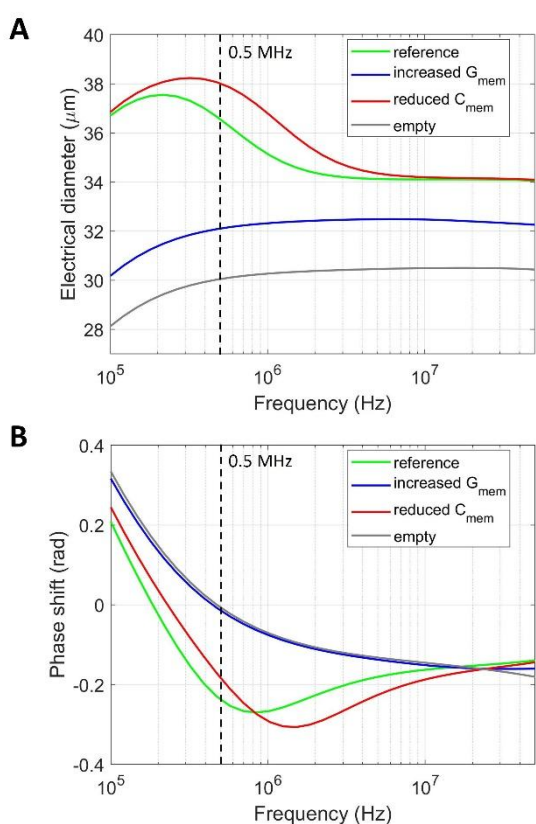 A
0.5 MHz
reference
increased Gmem
reduced Cmem
empty
Electrical diameter (μm)
40
38
36
34
32
30
28
10^5
10^6
10^7
Frequency (Hz)
B
0.5 MHz
reference
increased Gmem
reduced Cmem
empty
Phase shift (rad)
0.4
0.2
0
-0.2
-0.4
10^5
10^6
10^7
Frequency (Hz)